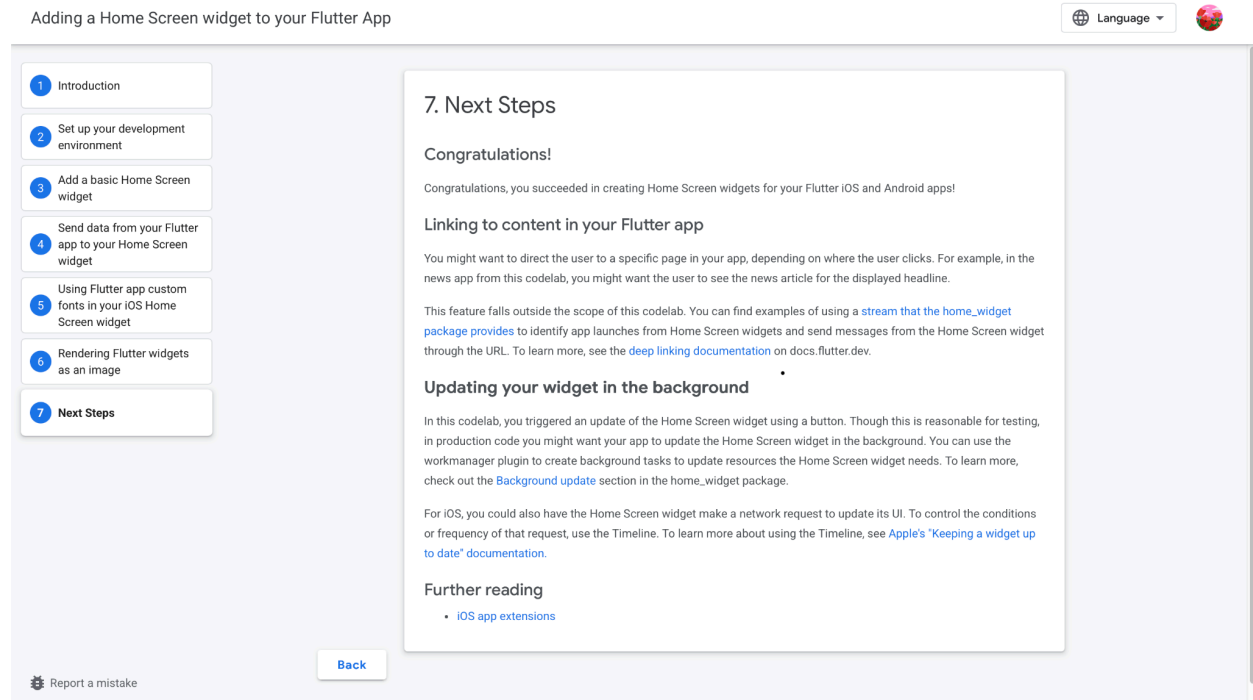 Adding a Home Screen widget to your Flutter App
Language
1 Introduction
2 Set up your development
environment
3 Add a basic Home Screen
widget
4 Send data from your Flutter
app to your Home Screen
widget
5 Using Flutter app custom
fonts in your iOS Home
Screen widget
6 Rendering Flutter widgets
as an image
7 Next Steps
7. Next Steps
Congratulations!
Congratulations, you succeeded in creating Home Screen widgets for your Flutter iOS and Android apps!
Linking to content in your Flutter app
You might want to direct the user to a specific page in your app, depending on where the user clicks. For example, in the
news app from this codelab, you might want the user to see the news article for the displayed headline.
This feature falls outside the scope of this codelab. You can find examples of using a stream that the home_widget
package provides to identify app launches from Home Screen widgets and send messages from the Home Screen widget
through the URL. To learn more, see the deep linking documentation on docs.flutter.dev.
Updating your widget in the background
In this codelab, you triggered an update of the Home Screen widget using a button. Though this is reasonable for testing,
in production code you might want your app to update the Home Screen widget in the background. You can use the
workmanager plugin to create background tasks to update resources the Home Screen widget needs. To learn more,
check out the Background update section in the home_widget package.
For iOS, you could also have the Home Screen widget make a network request to update its UI. To control the conditions
or frequency of that request, use the Timeline. To learn more about using the Timeline, see Apple's "Keeping a widget up
to date" documentation.
Further reading
• iOS app extensions
Back
Report a mistake